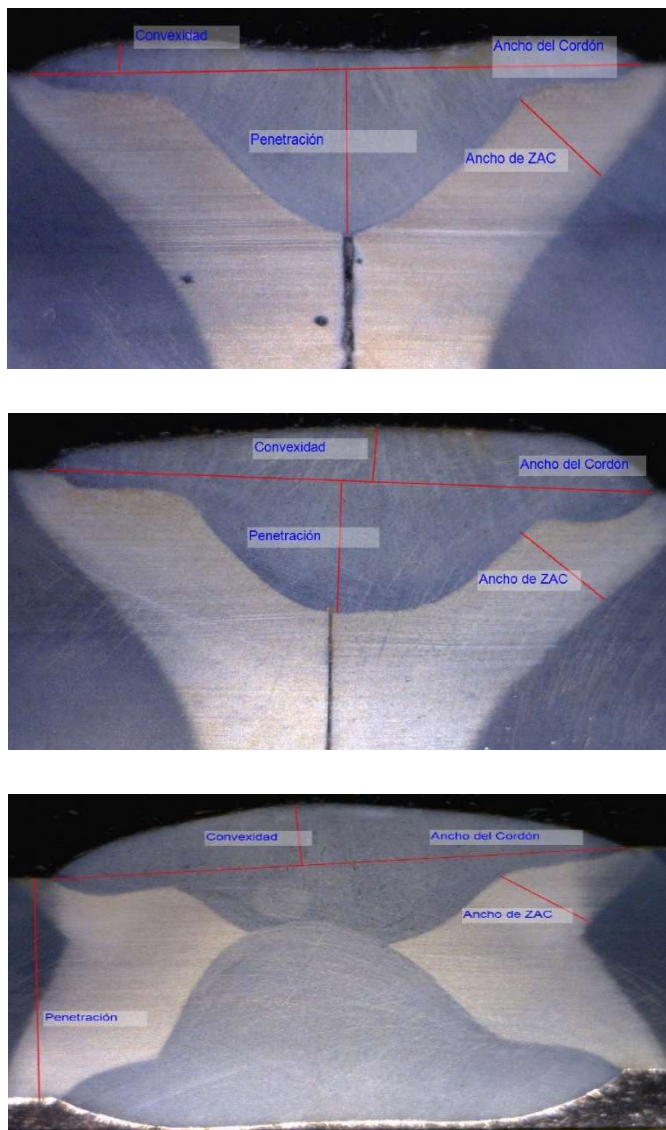 Convexidad
Ancho del Cordón
Penetración
Ancho de ZAC
Convexidad
Ancho del Cordón
Penetración
Ancho de ZAC
Convexidad
Ancho del Cordón
Ancho de ZAC
Penetración